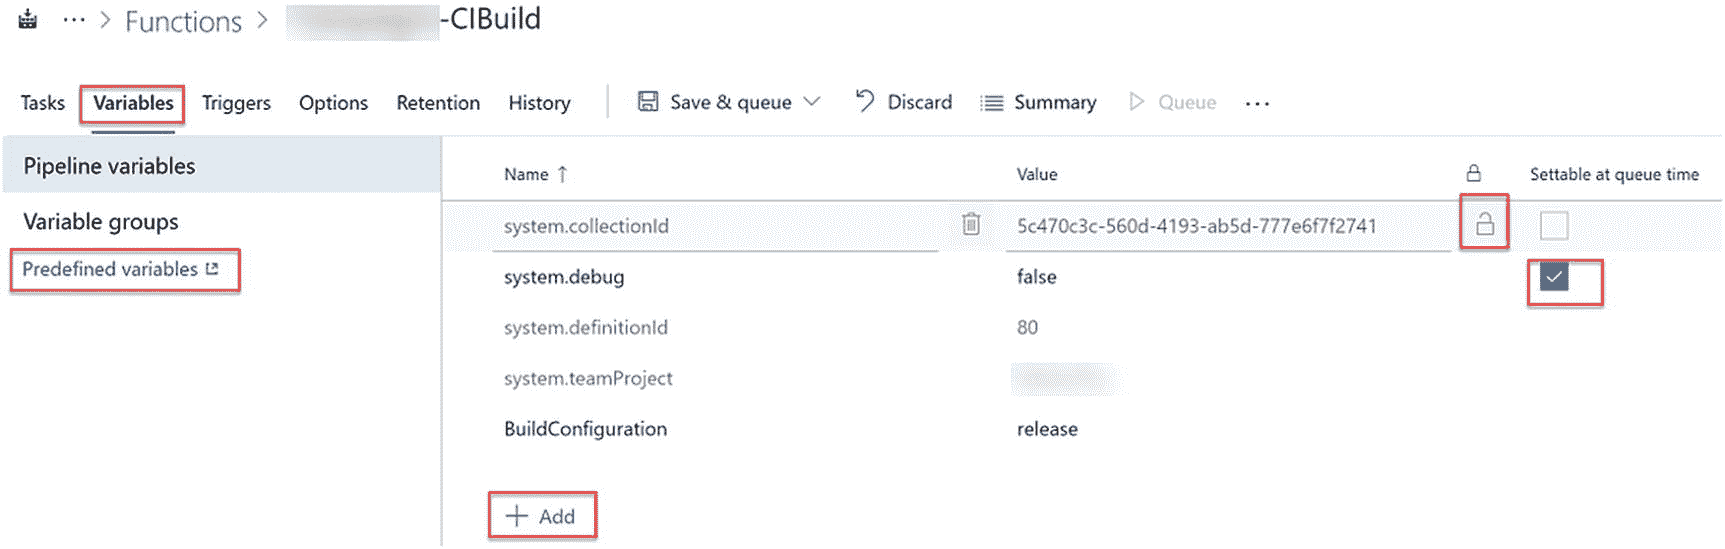 ... > Functions > -CIBuild
Tasks Variables Triggers Options Retention History Save & queue Discard Summary Queue ...
Pipeline variables
Name ↑ Value Settable at queue time
Variable groups
system.collectionId 5c470c3c-560d-4193-ab5d-777e6f7f2741
Predefined variables
system.debug false
system.definitionId 80
system.teamProject
BuildConfiguration release
+ Add